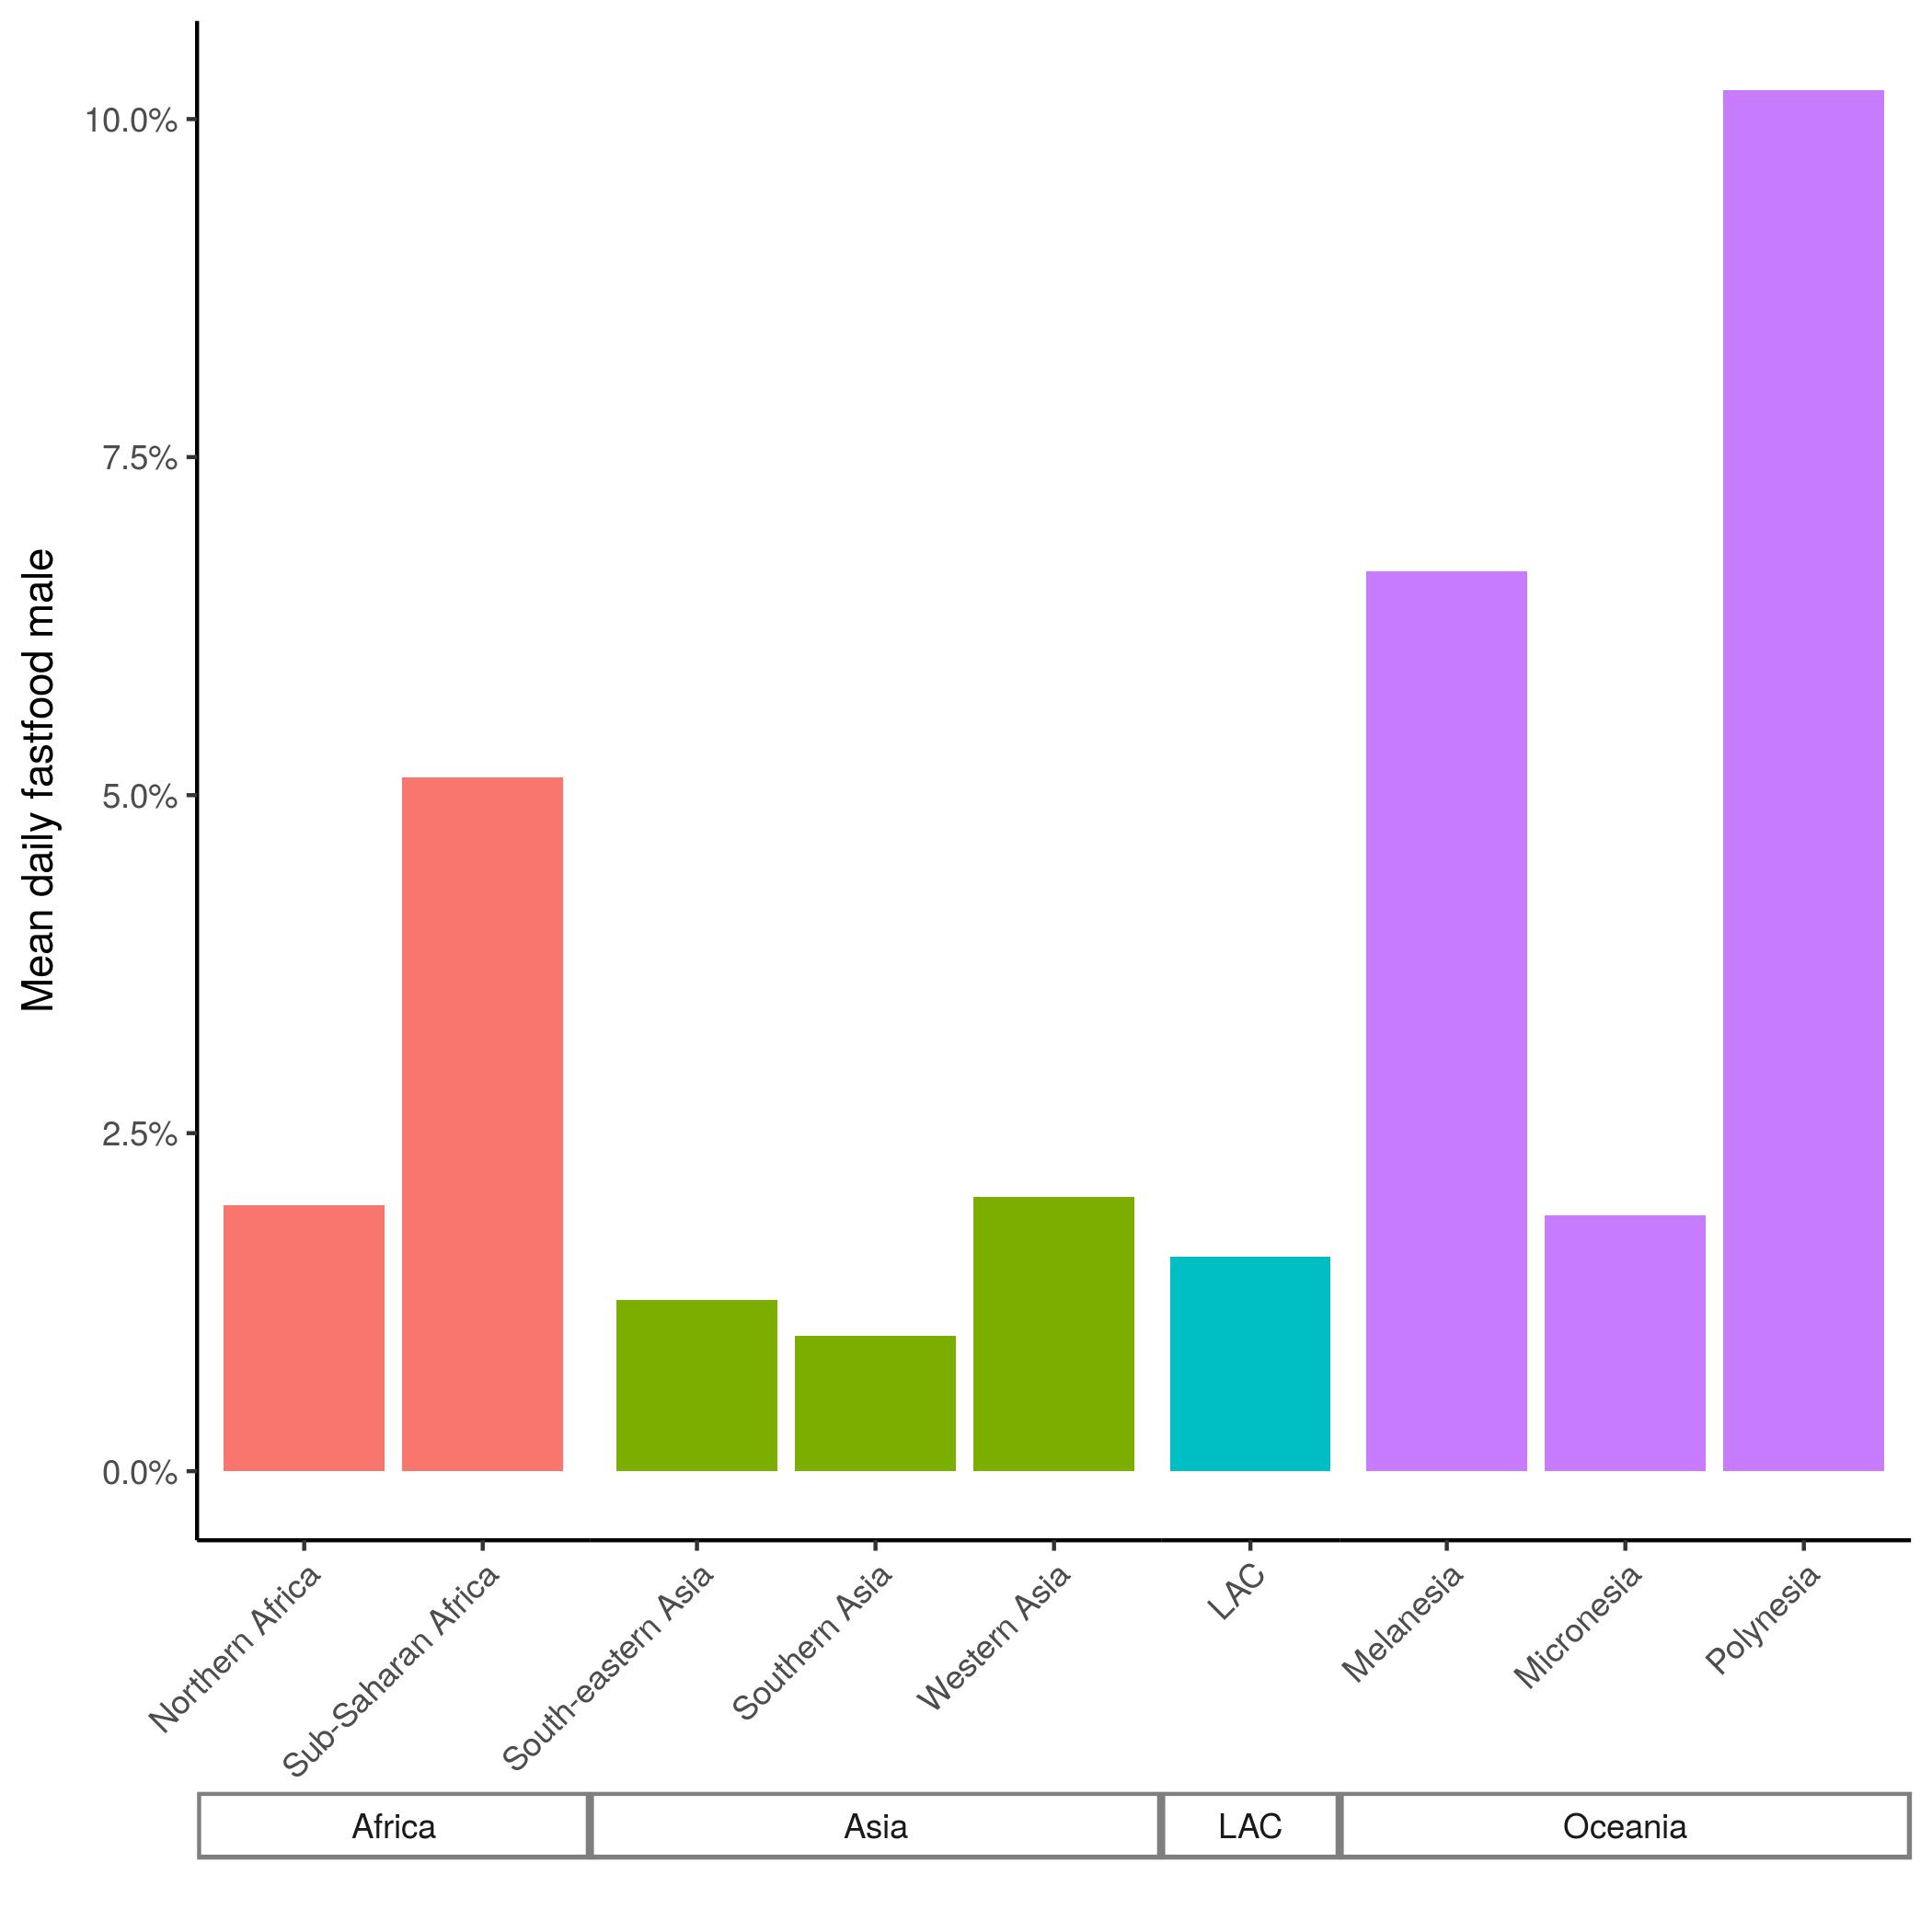 Mean daily fastfood male
10.0%
7.5%
5.0%
2.5%
0.0%
Northern Africa
Sub-Saharan Africa
South-eastern Asia
Southern Asia
Western Asia
LAC
Melanesia
Micronesia
Polynesia
Africa
Asia
LAC
Oceania